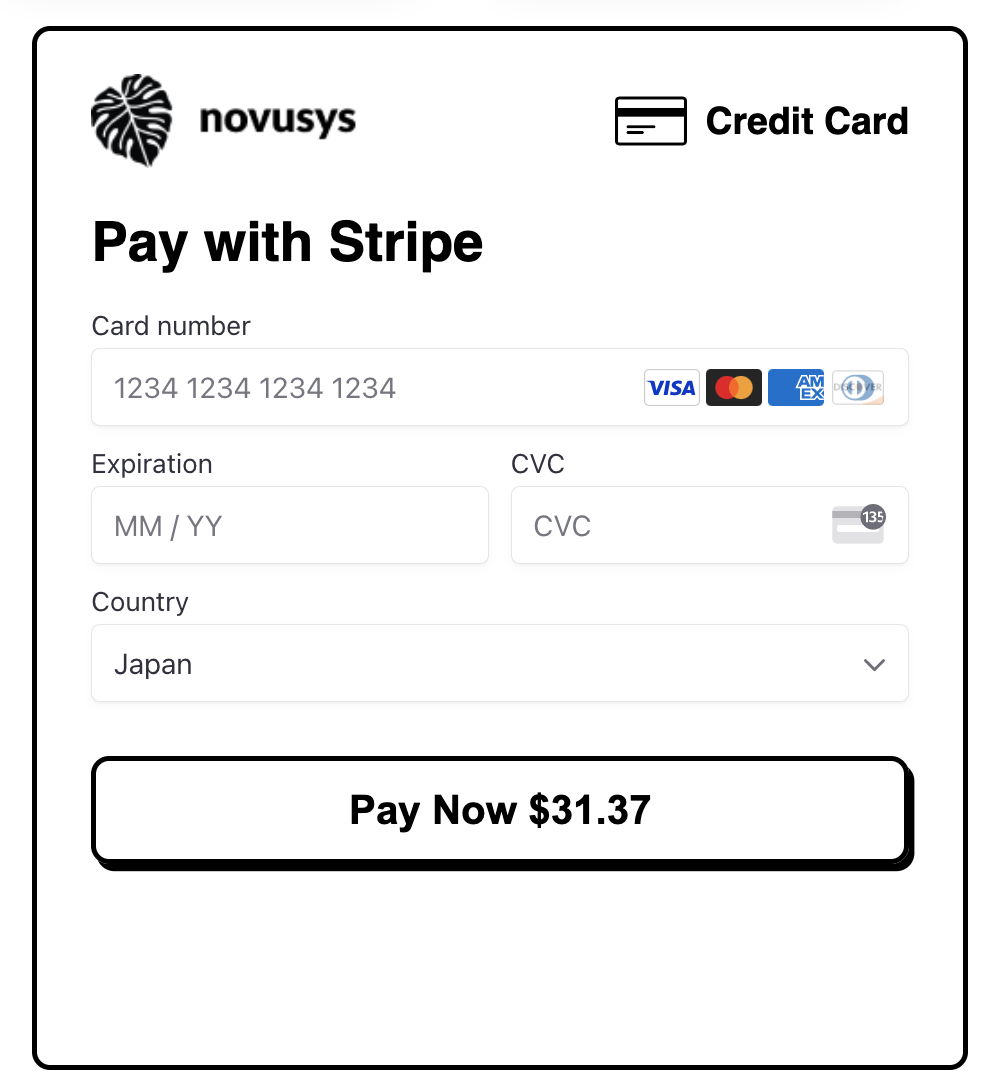 novusys
Credit Card
Pay with Stripe
Card number
1234 1234 1234 1234 VISA AM EX DISCOVER
Expiration
CVC
MM / YY
CVC 135
Country
Japan
Pay Now $31.37